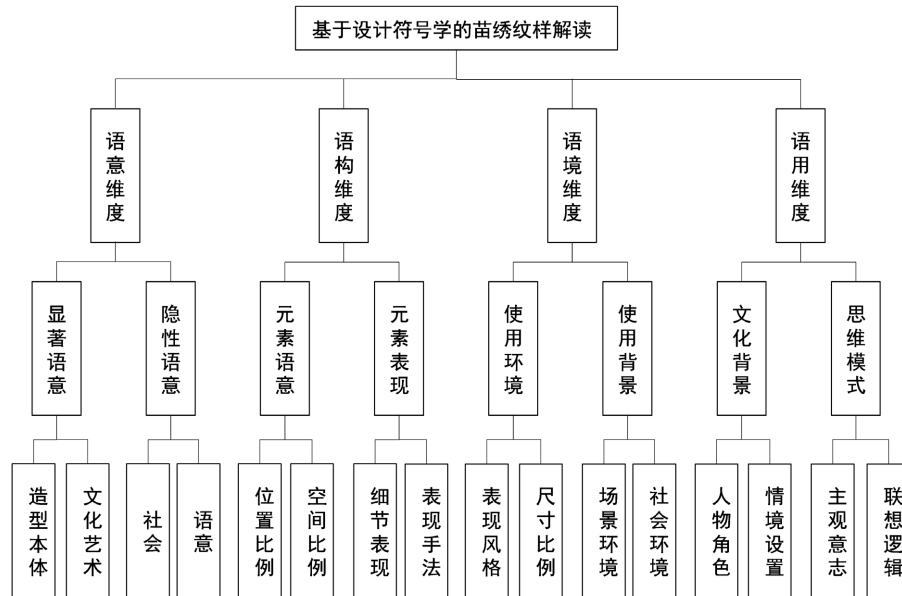 基于设计符号学的苗绣纹样解读
语意维度
语构维度
语境维度
语用维度
显著语意
隐性语意
元素语意
元素表现
使用环境
使用背景
文化背景
思维模式
造型本体
文化艺术
社会
语意
位置比例
空间比例
细节表现
表现手法
表现风格
尺寸比例
场景环境
社会环境
人物角色
情境设置
主观意志
联想逻辑